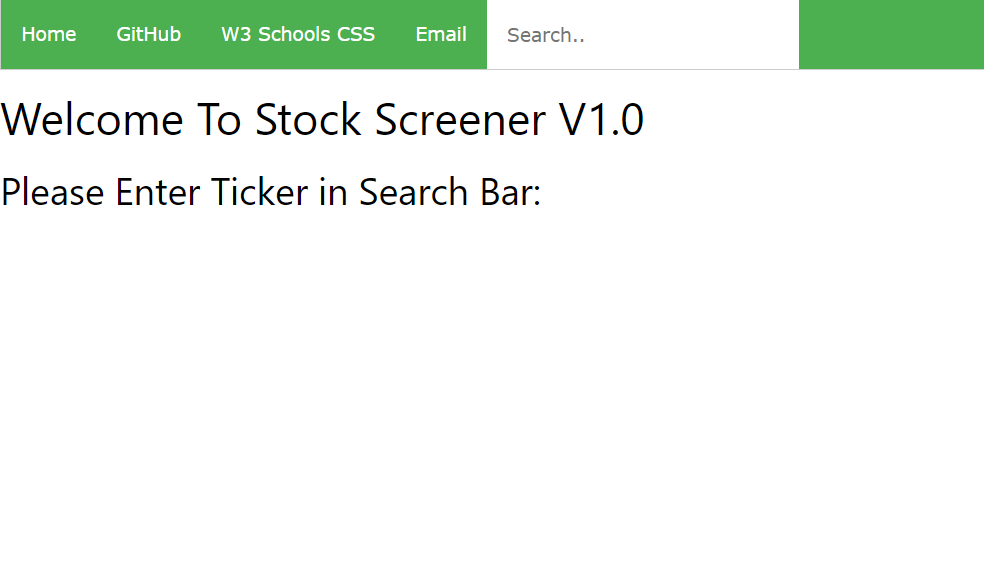 Home GitHub W3 Schools CSS Email Search..
Welcome To Stock Screener V1.0
Please Enter Ticker in Search Bar: